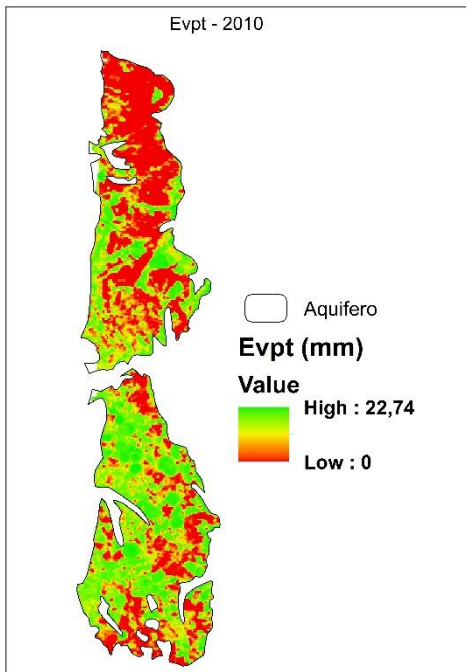 Evpt - 2010
Aquifero
Evpt (mm)
Value
High : 22,74
Low : 0